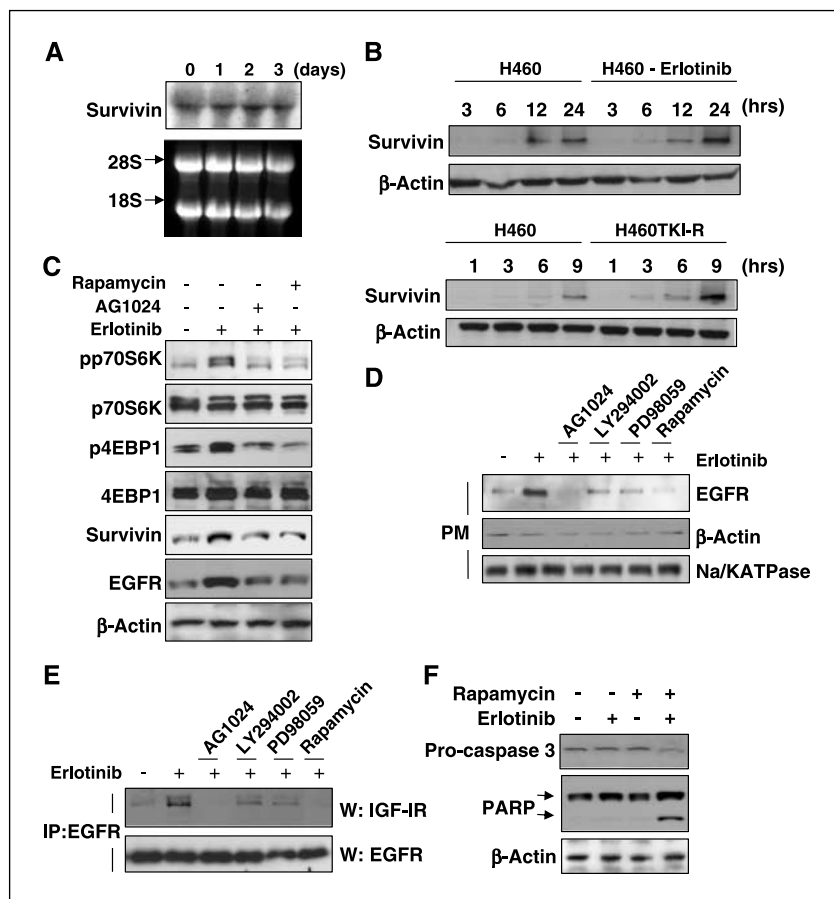 A
0 1 2 3 (days)
Survivin
28S
18S
B
H460 H460 - Erlotinib
3 6 12 24 3 6 12 24 (hrs)
Survivin
β-Actin
H460 H460TKI-R
1 3 6 9 1 3 6 9 (hrs)
Survivin
β-Actin
C
Rapamycin - - - +
AG1024 - - + -
Erlotinib - + + +
pp70S6K
p70S6K
p4EBP1
4EBP1
Survivin
EGFR
β-Actin
D
AG1024 LY294002 PD98059 Rapamycin
- + + + + + Erlotinib
EGFR
PM β-Actin
Na/KATPase
E
AG1024 LY294002 PD98059 Rapamycin
Erlotinib - + + + + +
IP:EGFR
W: IGF-IR
W: EGFR
F
Rapamycin - - + +
Erlotinib - + - +
Pro-caspase 3
PARP
β-Actin